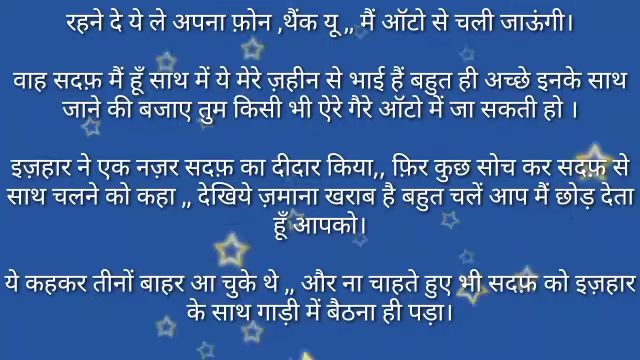 रहने दे ये ले अपना फ़ोन ,थैंक यू ,, मैं ऑटो से चली जाऊंगी।
वाह सदफ़ मैं हूँ साथ में ये मेरे ज़हीन से भाई हैं बहुत ही अच्छे इनके साथ
जाने की बजाए तुम किसी भी ऐरे गैरे ऑटो में जा सकती हो ।
इज़हार ने एक नज़र सदफ़ का दीदार किया,, फ़िर कुछ सोच कर सदफ़ से
साथ चलने को कहा ,, देखिये ज़माना खराब है बहुत चलें आप मैं छोड़ देता
हूँ आपको।
ये कहकर तीनों बाहर आ चुके थे ,, और ना चाहते हुए भी सदफ़ को इज़हार
के साथ गाड़ी में बैठना ही पड़ा।